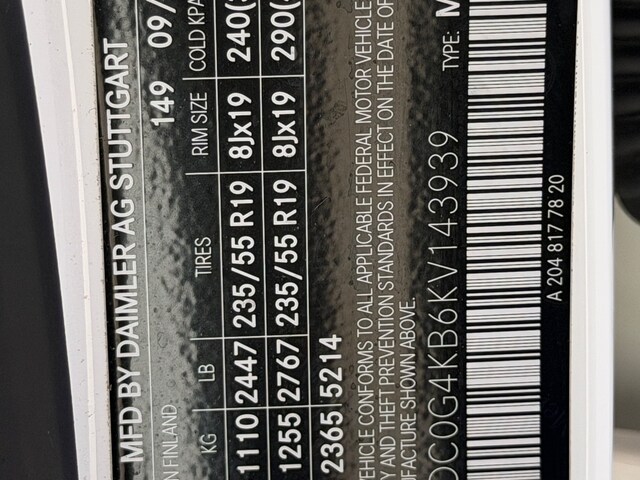 MFD BY DAIMLER AG STUTTGART
N FINLAND 149 09/
KG LB TIRES RIM SIZE COLD KPA
1110 2447 235/55 R19 8Jx19 240(
1255 2767 235/55 R19 8Jx19 290(
2365 5214
VEHICLE CONFORMS TO ALL APPLICABLE FEDERAL MOTOR VEHICLE
Y AND THEFT PREVENTION STANDARDS IN EFFECT ON THE DATE OF
FACTURE SHOWN ABOVE.
DC0G4KB6KV143939 TYPE: M
A 204 817 78 20